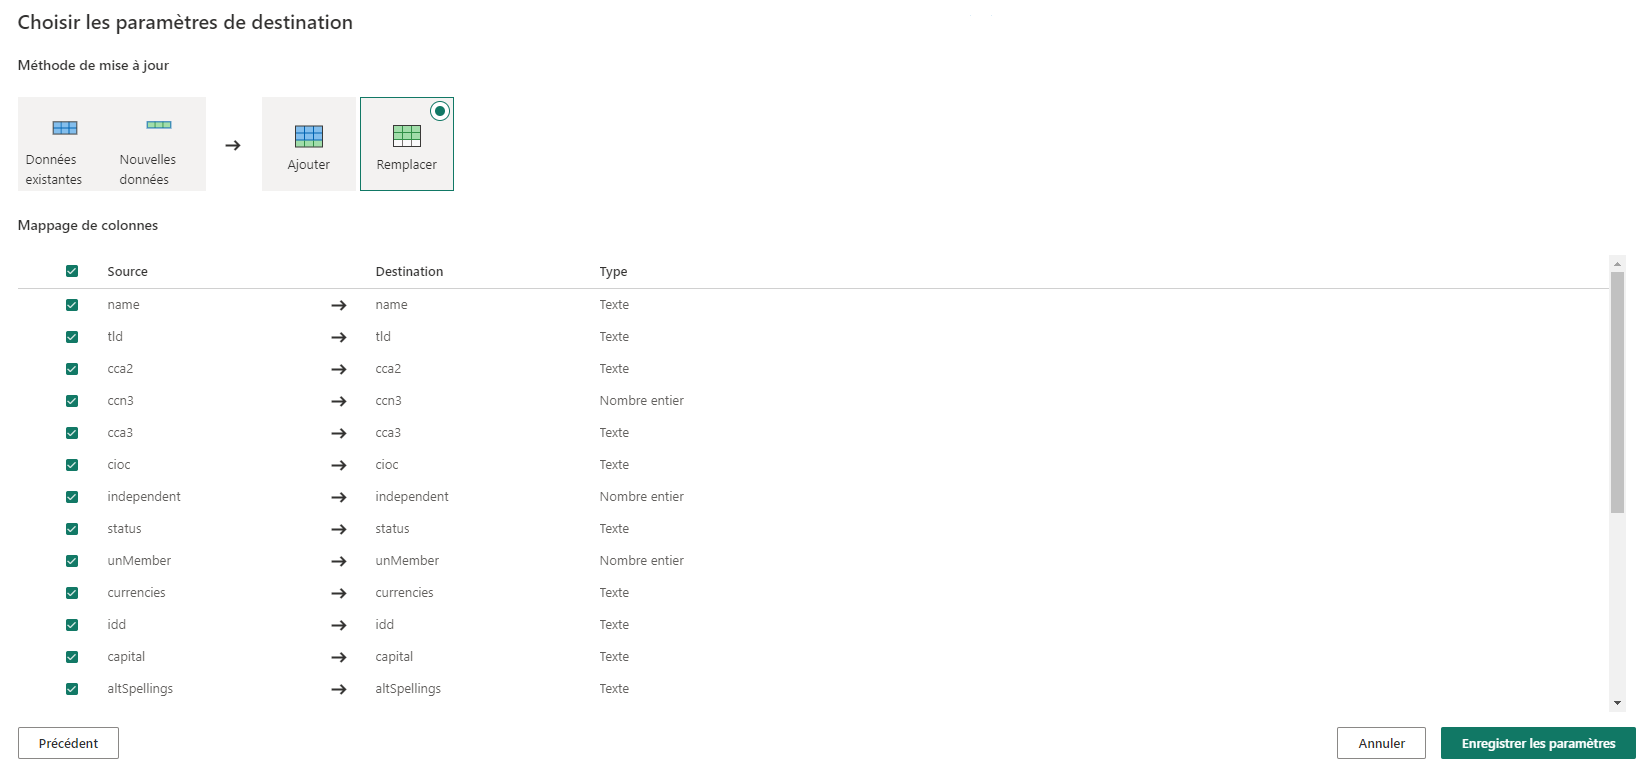 Choisir les paramètres de destination
Méthode de mise à jour
Données existantes
Nouvelles données
Ajouter
Remplacer
Mappage de colonnes
Source Destination Type
name name Texte
tld tld Texte
cca2 cca2 Texte
ccn3 ccn3 Nombre entier
cca3 cca3 Texte
cioc cioc Texte
independent independent Nombre entier
status status Texte
unMember unMember Nombre entier
currencies currencies Texte
idd idd Texte
capital capital Texte
altSpellings altSpellings Texte
Précédent Annuler Enregistrer les paramètres